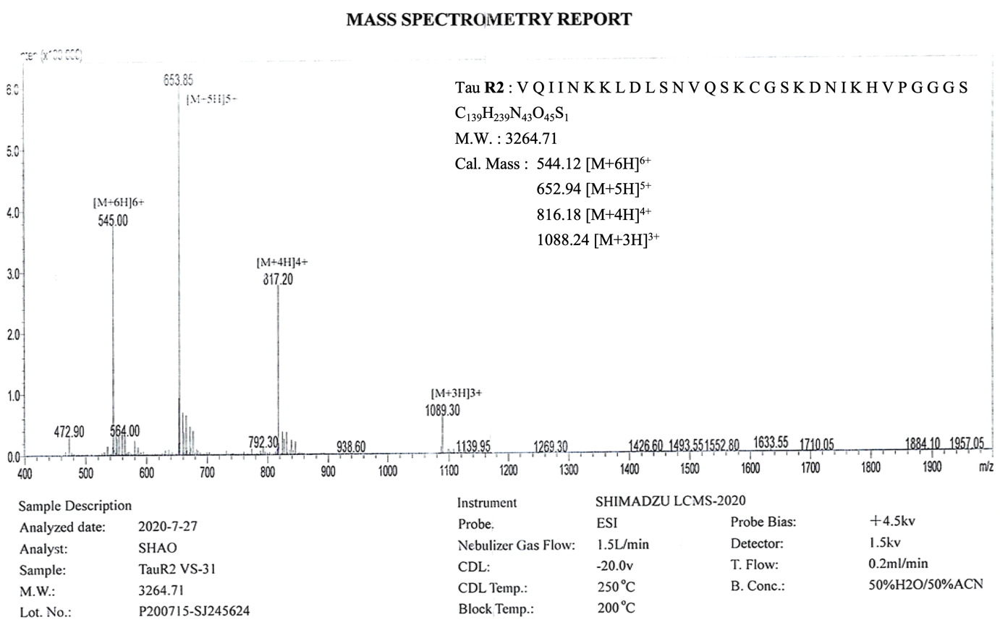 MASS SPECTROMETRY REPORT
6.0
5.0
4.0
3.0
2.0
1.0
0.0
653.85
[M+5H]5+
[M+6H]6+
545.00
[M+4H]4+
817.20
[M+3H]3+
1089.30
472.90
564.00
792.30
938.60
1139.95
1269.30
1426.60
1493.55
1552.80
1633.55
1710.05
1884.10
1957.05
400 500 600 700 800 900 1000 1100 1200 1300 1400 1500 1600 1700 1800 1900 m/z
Tau R2 : V Q I I N K K L D L S N V Q S K C G S K D N I K H V P G G G S
C₁₃₉H₂₃₉N₄₃O₄₅S₁
M.W. : 3264.71
Cal. Mass : 544.12 [M+6H]⁶⁺
652.94 [M+5H]⁵⁺
816.18 [M+4H]⁴⁺
1088.24 [M+3H]³⁺
Sample Description
Analyzed date: 2020-7-27
Analyst: SHAO
Sample: TauR2 VS-31
M.W.: 3264.71
Lot. No.: P200715-SJ245624
Instrument SHIMADZU LCMS-2020
Probe. ESI
Nebulizer Gas Flow: 1.5L/min
CDL: -20.0v
CDL Temp.: 250°C
Block Temp.: 200°C
Probe Bias: +4.5kv
Detector: 1.5kv
T. Flow: 0.2ml/min
B. Conc.: 50%H2O/50%ACN